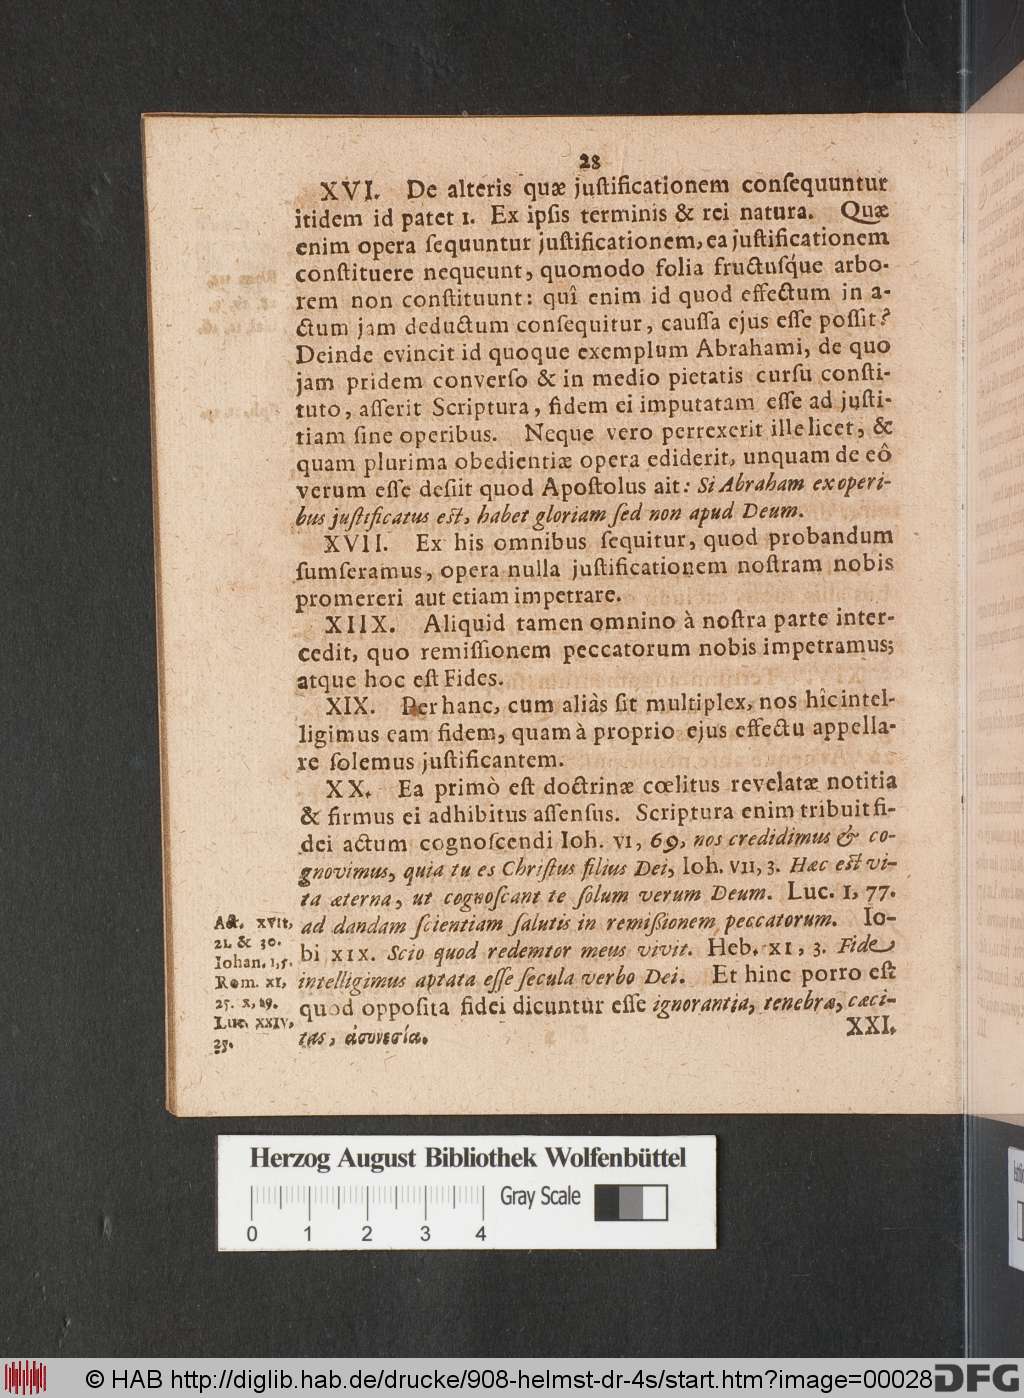 28
XVI. De alteris quæ juſtificationem conſequuntur
itidem id patet 1. Ex ipſis terminis & rei natura. Quæ
enim opera ſequuntur juſtificationem, ea juſtificationem
conſtituere nequeunt, quomodo folia fructuſq́ue arbo-
rem non conſtituunt: quî enim id quod effectum in a-
ctum jam deductum conſequitur, cauſſa ejus eſſe poſſit?
Deinde evincit id quoque exemplum Abrahami, de quo
jam pridem converſo & in medio pietatis curſu conſti-
tuto, aſſerit Scriptura, fidem ei imputatam eſſe ad juſti-
tiam ſine operibus. Neque vero perrexerit ille licet, &
quam plurima obedientiæ opera ediderit, unquam de eô
verum eſſe deſiit quod Apoſtolus ait: Si Abraham ex operi-
bus juſtificatus eſt, habet gloriam ſed non apud Deum.
XVII. Ex his omnibus ſequitur, quod probandum
ſumſeramus, opera nulla juſtificationem noſtram nobis
promereri aut etiam impetrare.
XIIX. Aliquid tamen omnino à noſtra parte inter-
cedit, quo remiſſionem peccatorum nobis impetramus;
atque hoc eſt Fides.
XIX. Per hanc, cum aliàs ſit multiplex, nos hîc intel-
ligimus eam fidem, quam à proprio ejus effectu appella-
re ſolemus juſtificantem.
XX. Ea primò eſt doctrinæ cœlitus revelatæ notitia
& firmus ei adhibitus aſſenſus. Scriptura enim tribuit fi-
dei actum cognoſcendi Ioh. VI, 69, nos credidimus & co-
gnovimus, quia tu es Chriſtus filius Dei, Ioh. VII, 3. Hæc eſt vi-
ta æterna, ut cognoſcant te ſolum verum Deum. Luc. I, 77.
ad dandam ſcientiam ſalutis in remiſſionem peccatorum. Io-
bi XIX. Scio quod redemtor meus vivit. Heb. XI, 3. Fide
intelligimus aptata eſſe ſecula verbo Dei. Et hinc porro eſt
quod oppoſita fidei dicuntur eſſe ignorantia, tenebræ, cæci-
tas, ἀσυνεσία.
XXI.
Act. XVII,
21. & 30.
Iohan. 1, 5.
Rom. XI,
25. X, 19.
Luc. XXIV,
25.
Herzog August Bibliothek Wolfenbüttel
Gray Scale
0 1 2 3 4
© HAB http://diglib.hab.de/drucke/908-helmst-dr-4s/start.htm?image=00028
DFG